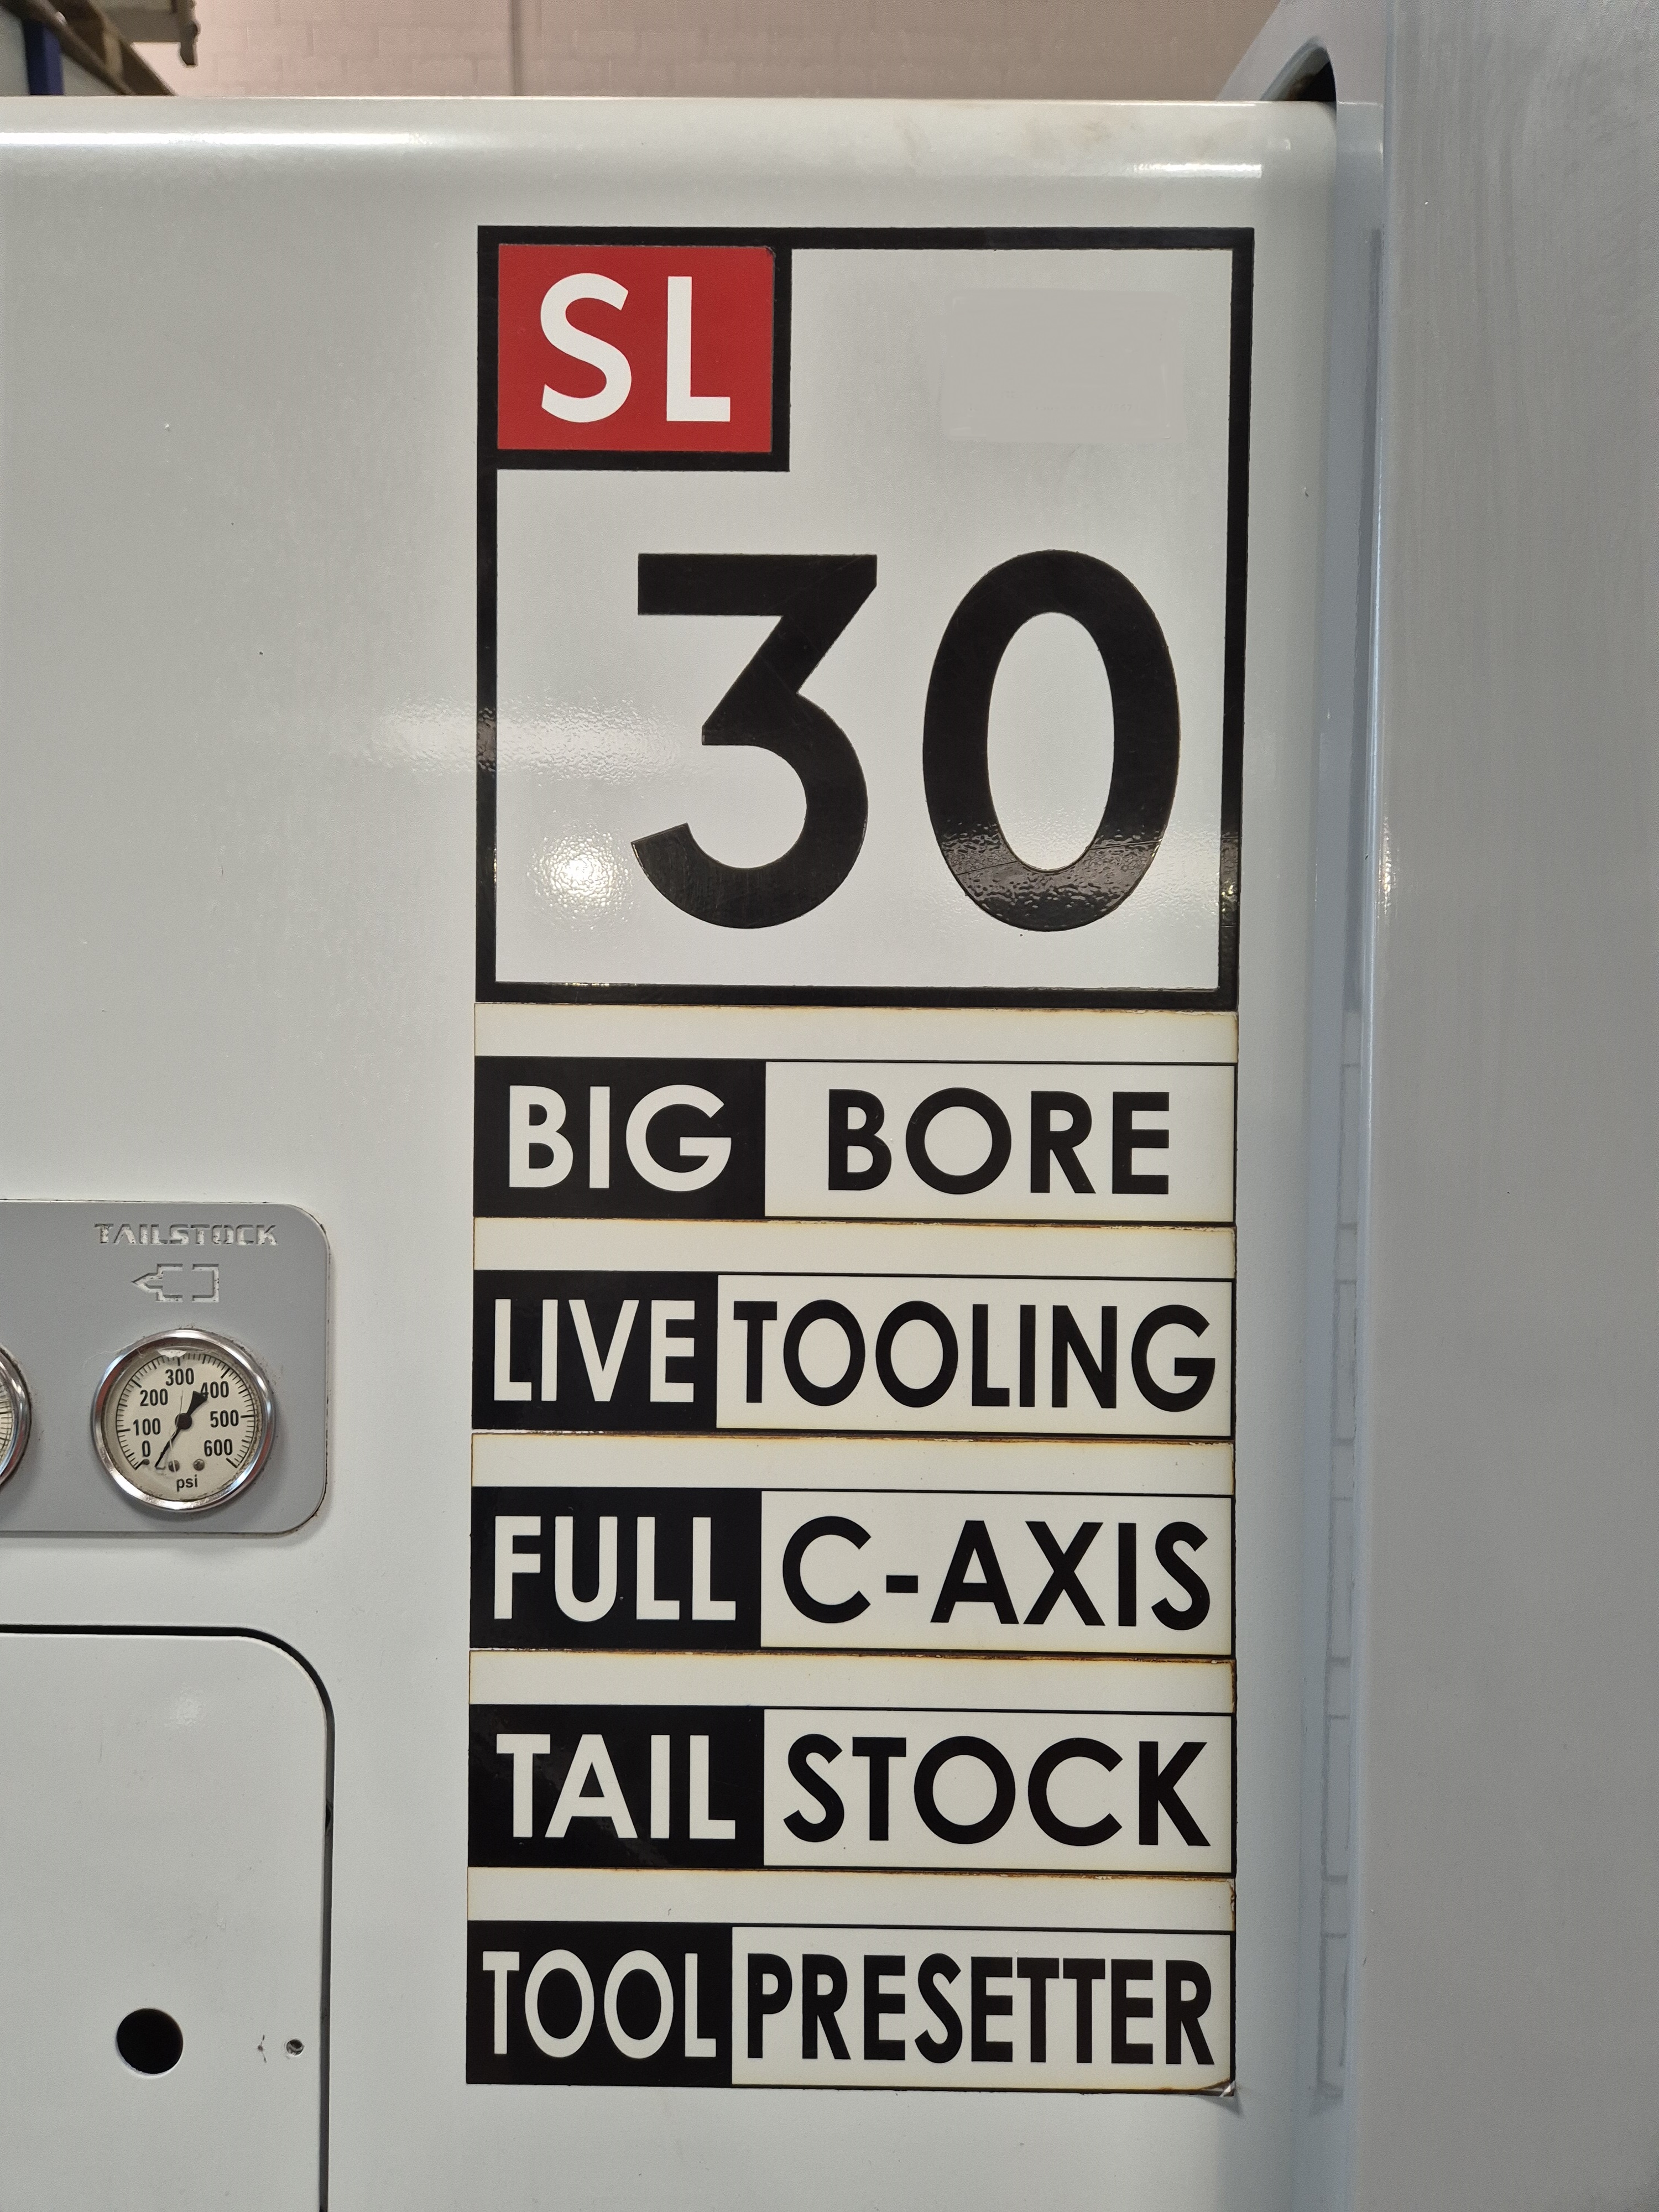 SL
30
BIG BORE
LIVE TOOLING
FULL C-AXIS
TAIL STOCK
TOOL PRESETTER
TAILSTOCK
0 100 200 300 400 500 600
psi